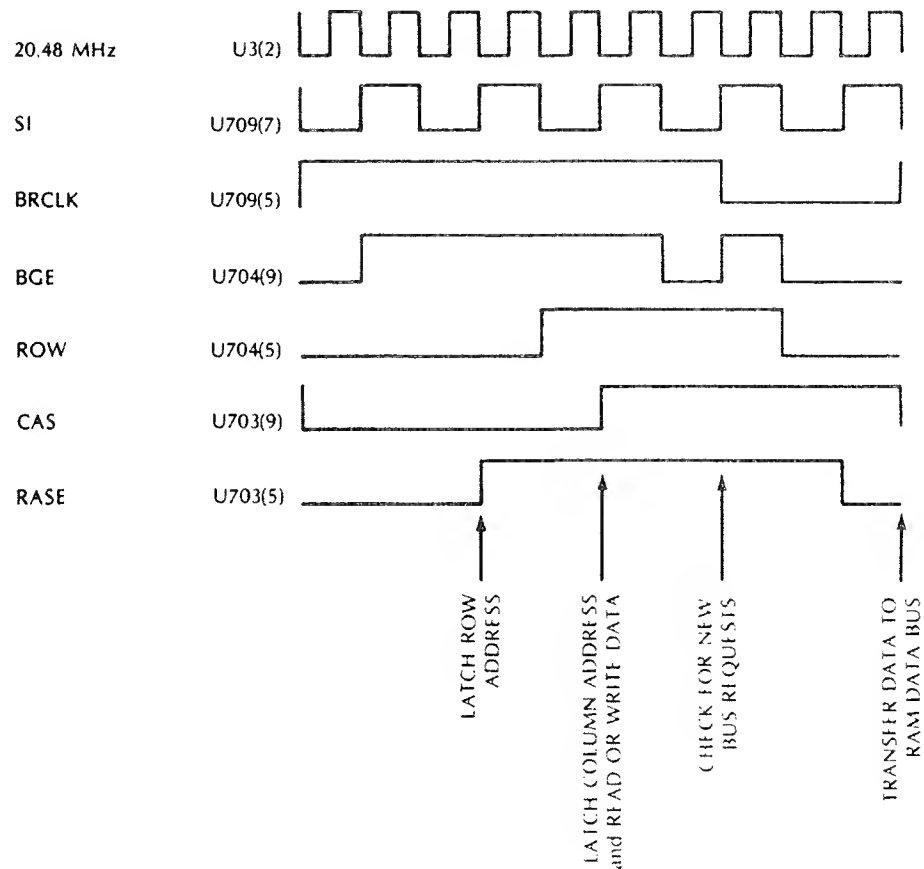 20.48 MHz U3(2)
SI U709(7)
BRCLK U709(5)
BGE U704(9)
ROW U704(5)
CAS U703(9)
RASE U703(5)
LATCH ROW
ADDRESS
LATCH COLUMN ADDRESS
and READ OR WRITE DATA
CHECK FOR NEW
BUS REQUESTS
TRANSFER DATA TO
RAM DATA BUS